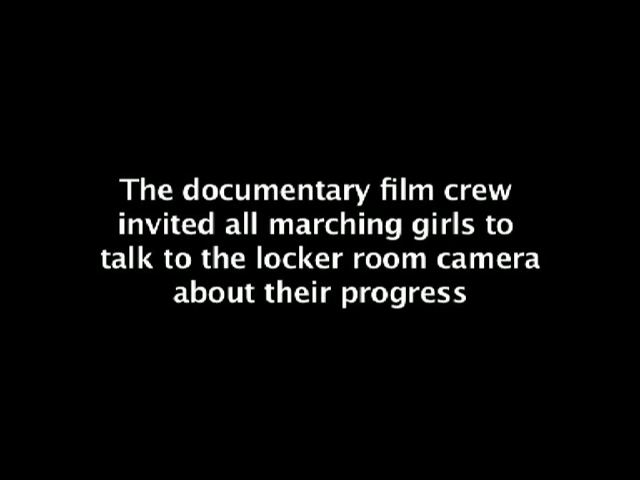 The documentary film crew
invited all marching girls to
talk to the locker room camera
about their progress